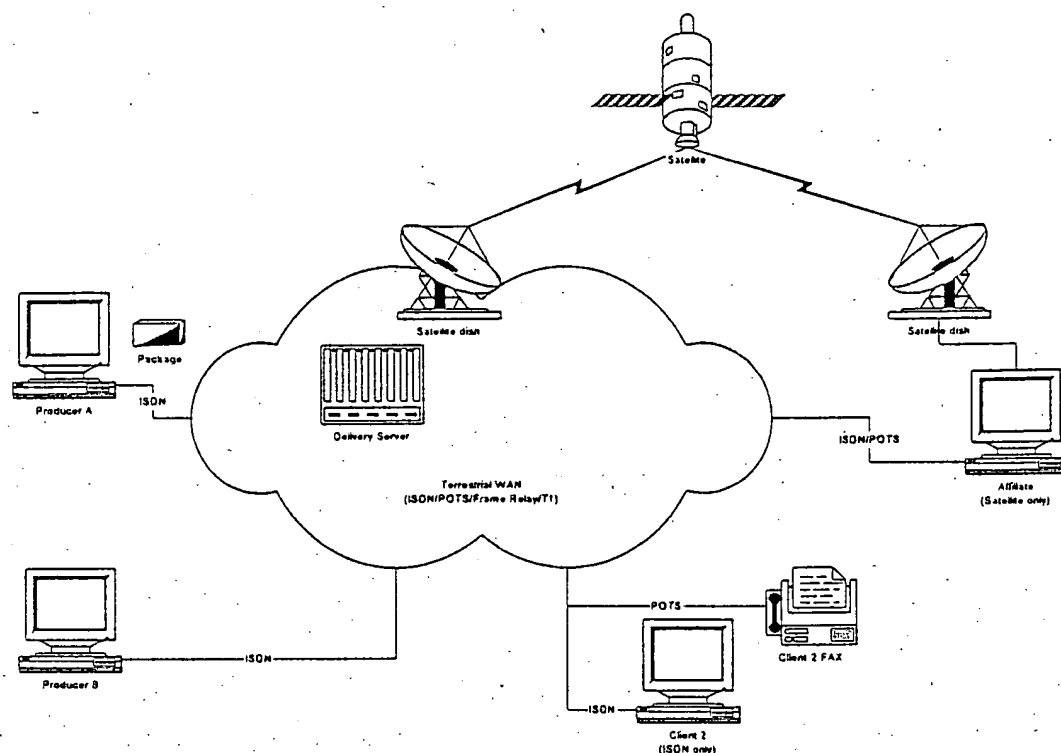 Satellite
Satellite dish
Satellite dish
Package
Producer A
ISDN
Delivery Server
ISDN/POTS
Affiliate
(Satellite only)
Terrestrial WAN
(ISDN/POTS/Frame Relay/T1)
POTS
Client 2 FAX
ISDN
Producer B
ISDN
Client 2
(ISDN only)